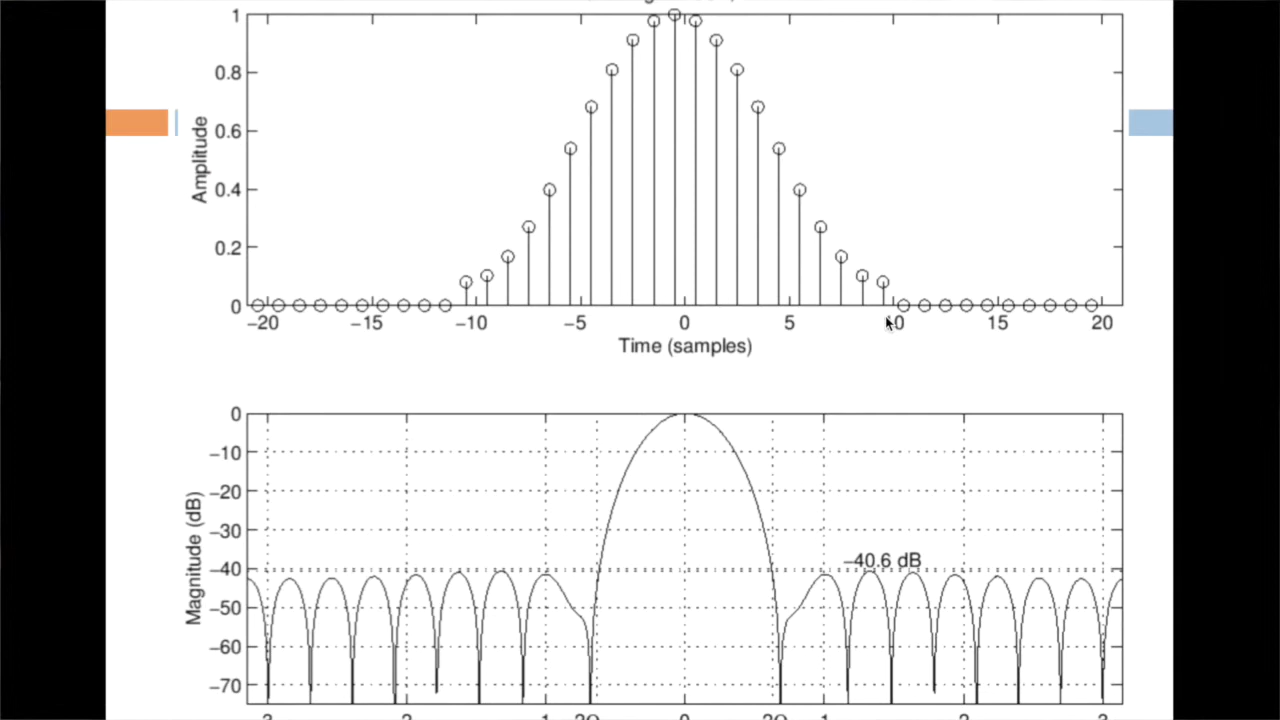 1
0.8
0.6
0.4
0.2
0
Amplitude
−20 −15 −10 −5 0 5 10 15 20
Time (samples)
0
−10
−20
−30
−40
−50
−60
−70
Magnitude (dB)
−40.6 dB